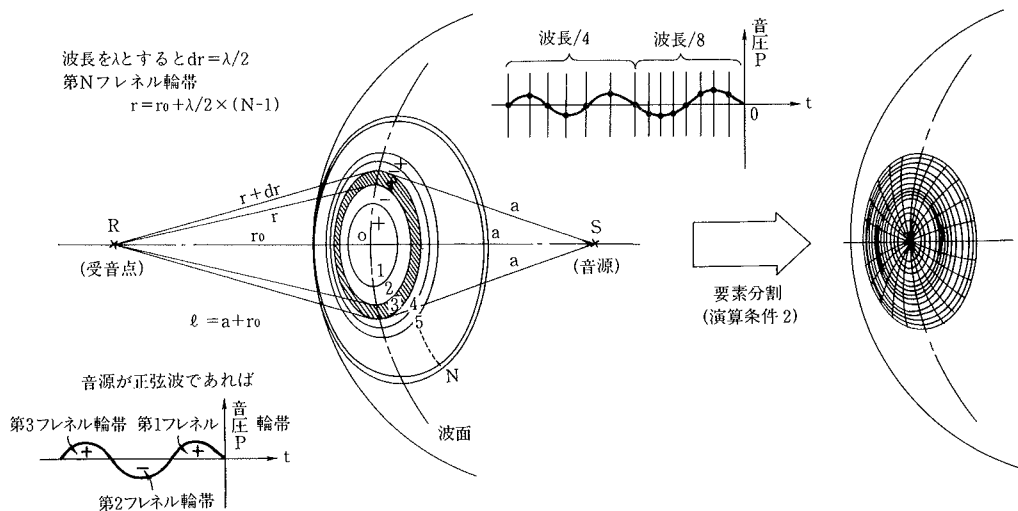 波長をλとするとdr=λ/2
第Nフレネル輪帯
r=r₀+λ/2×(N-1)
波長/4
波長/8
音圧P
t
0
r+dr
r
r₀
R
(受音点)
o
+
-
+
1
2
3
4
5
N
a
a
a
S
(音源)
ℓ=a+r₀
波面
要素分割
(演算条件2)
音源が正弦波であれば
第3フレネル輪帯
第1フレネル輪帯
音圧P
+
-
+
t
第2フレネル輪帯